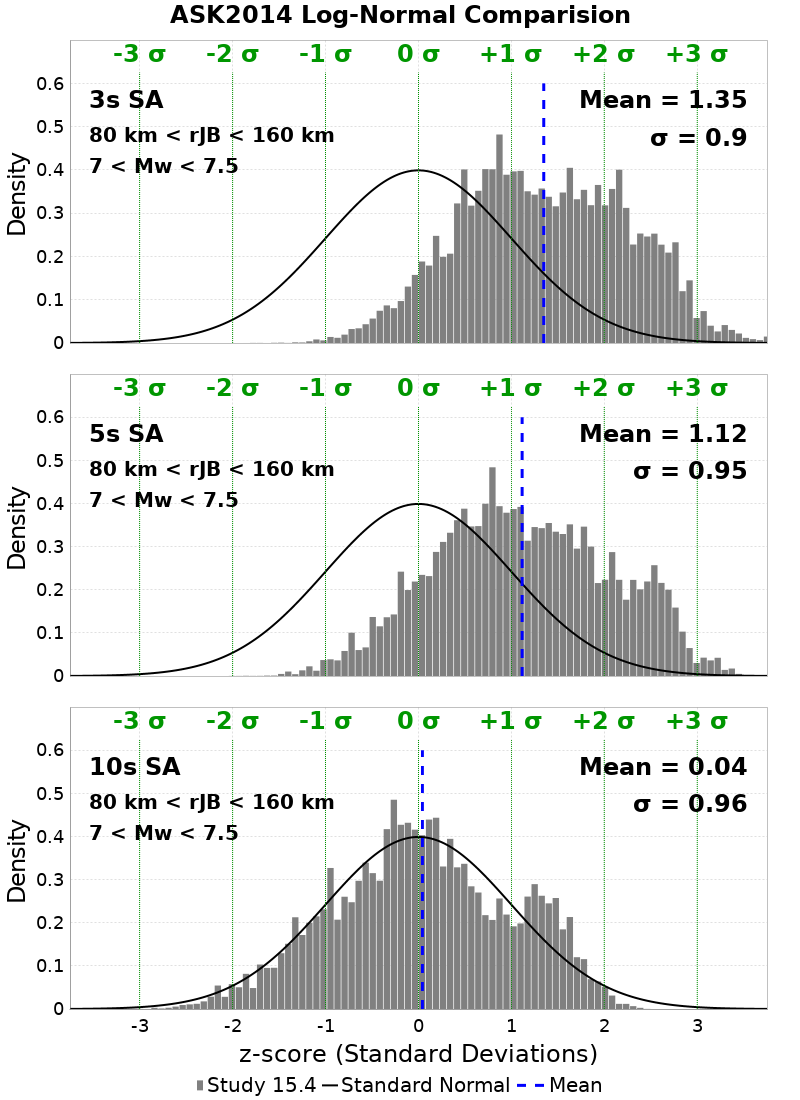 ASK2014 Log-Normal Comparision
-3 σ -2 σ -1 σ 0 σ +1 σ +2 σ +3 σ
3s SA
80 km < rJB < 160 km
7 < Mw < 7.5
Mean = 1.35
σ = 0.9
0.6
0.5
0.4
0.3
0.2
0.1
0
Density
-3 σ -2 σ -1 σ 0 σ +1 σ +2 σ +3 σ
5s SA
80 km < rJB < 160 km
7 < Mw < 7.5
Mean = 1.12
σ = 0.95
0.6
0.5
0.4
0.3
0.2
0.1
0
Density
-3 σ -2 σ -1 σ 0 σ +1 σ +2 σ +3 σ
10s SA
80 km < rJB < 160 km
7 < Mw < 7.5
Mean = 0.04
σ = 0.96
0.6
0.5
0.4
0.3
0.2
0.1
0
Density
-3 -2 -1 0 1 2 3
z-score (Standard Deviations)
Study 15.4 Standard Normal Mean